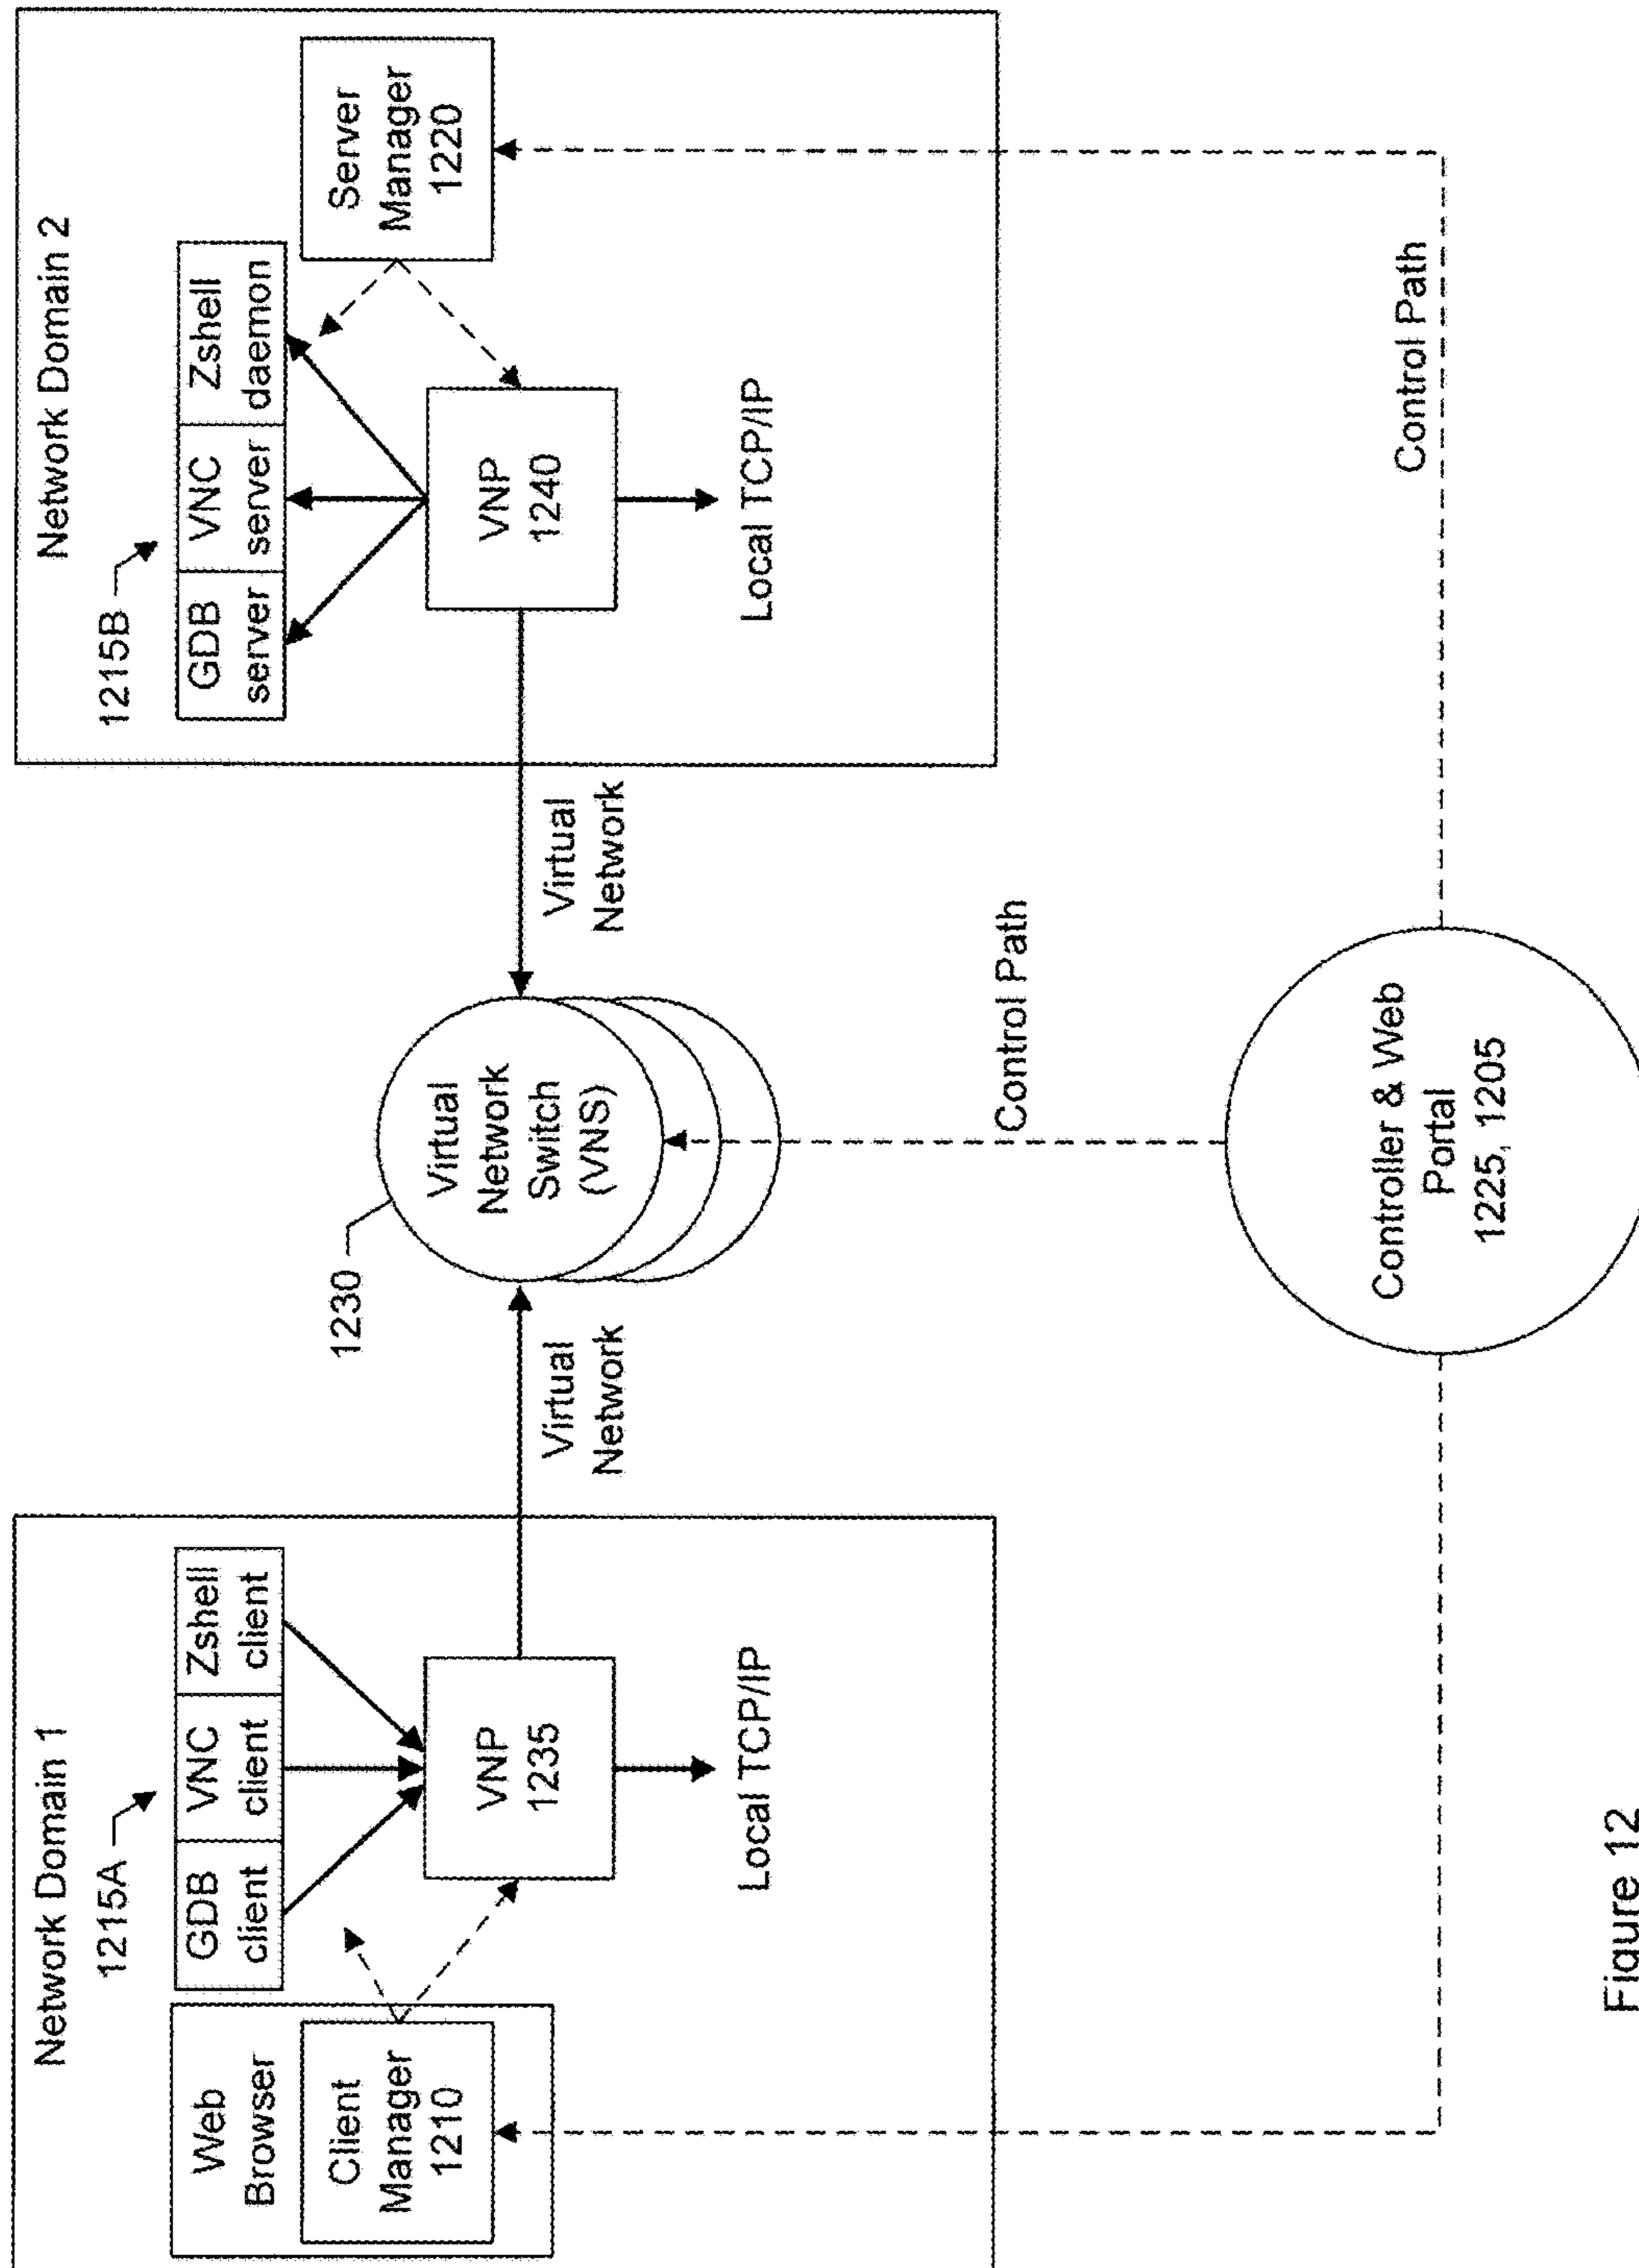 Network Domain 1
1215A
Web
Browser
Client
Manager
1210
GDB
client
VNC
client
Zshell
client
VNP
1235
Local TCP/IP
Virtual
Network
1230
Virtual
Network
Switch
(VNS)
Virtual
Network
Network Domain 2
1215B
GDB
server
VNC
server
Zshell
daemon
Server
Manager
1220
VNP
1240
Local TCP/IP
Control Path
Control Path
Controller & Web
Portal
1225, 1205
Figure 12